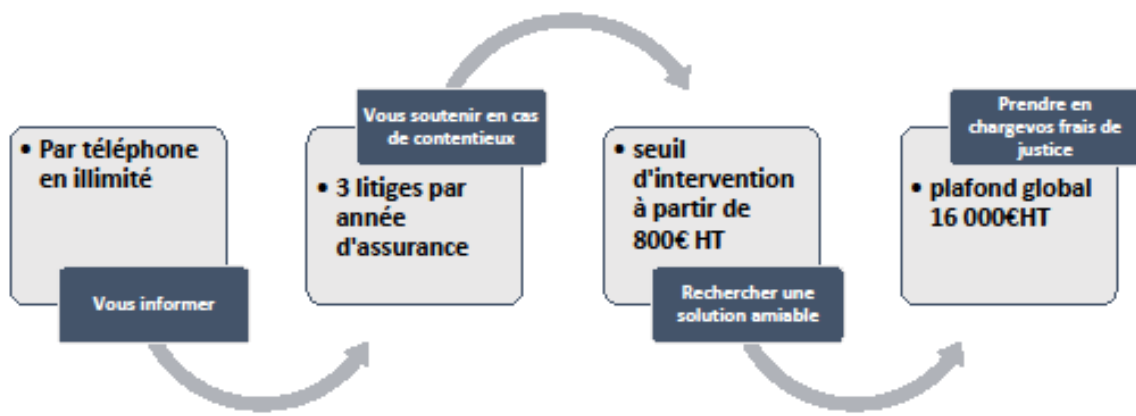 • Par téléphone
en illimité
Vous informer
Vous soutenir en cas
de contentieux
• 3 litiges par
année
d'assurance
• seuil
d'intervention
à partir de
800€ HT
Rechercher une
solution amiable
Prendre en
chargevos frais de
justice
• plafond global
16 000€HT